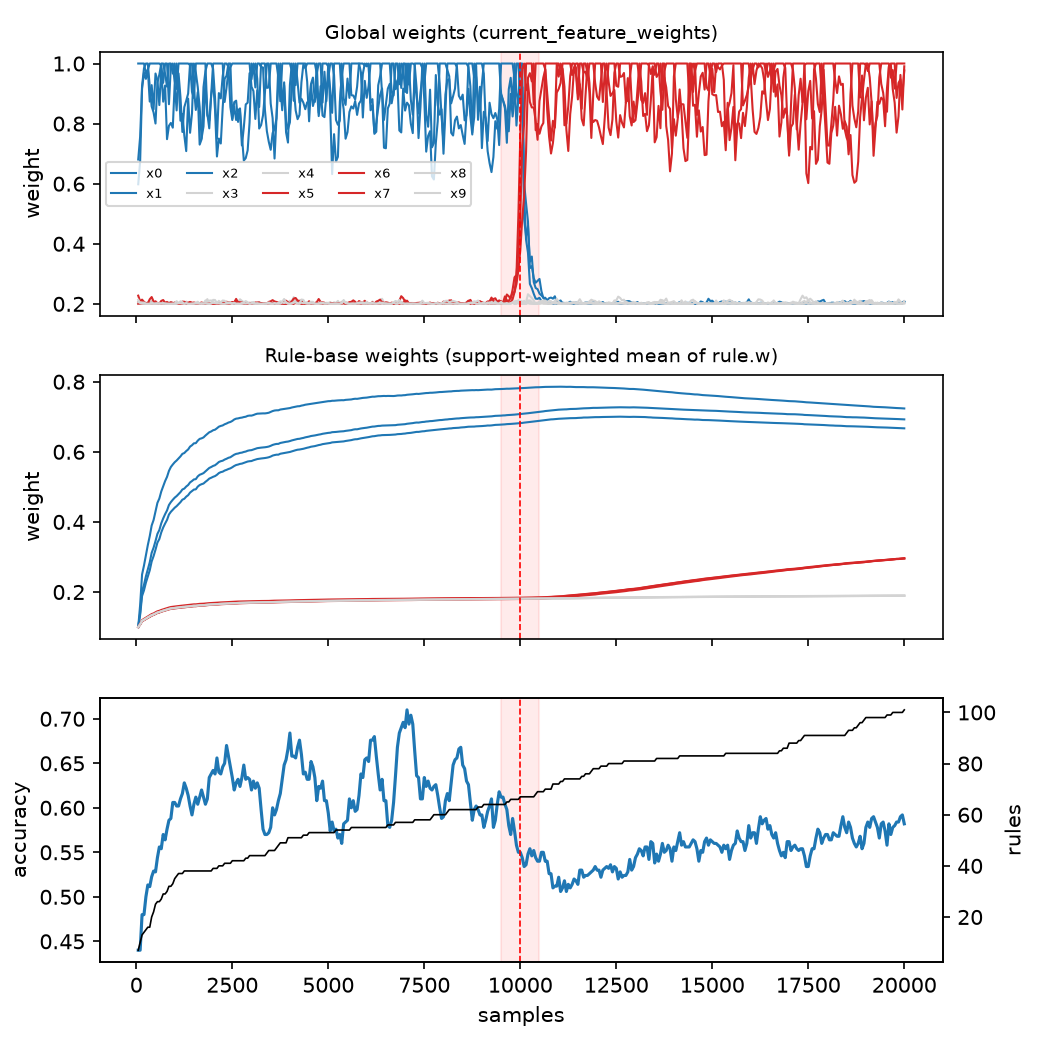 Global weights (current_feature_weights)
1.0
0.8
0.6
0.4
0.2
weight
x0 x2 x4 x6 x8
x1 x3 x5 x7 x9
Rule-base weights (support-weighted mean of rule.w)
0.8
0.6
0.4
0.2
weight
0.70
0.65
0.60
0.55
0.50
0.45
accuracy
100
80
60
40
20
rules
0 2500 5000 7500 10000 12500 15000 17500 20000
samples